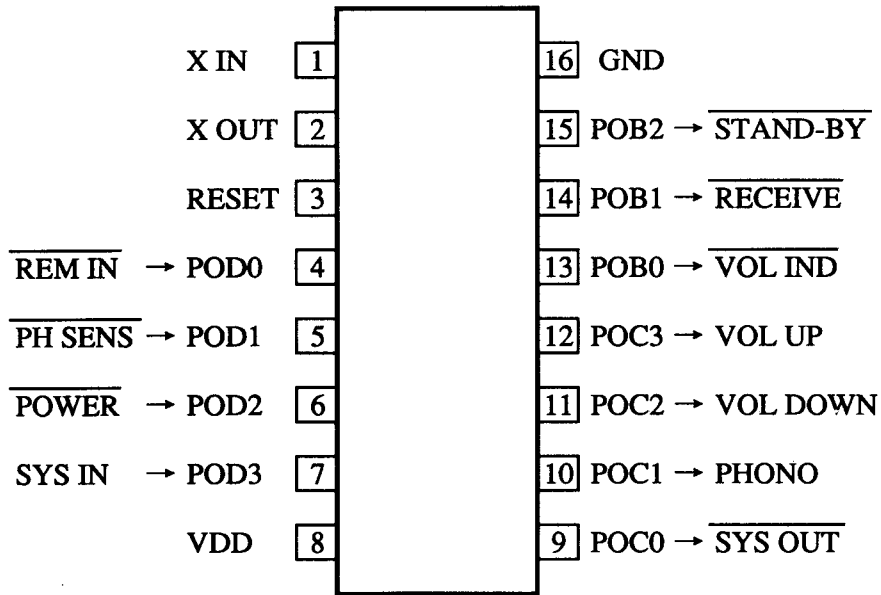 X IN 1 16 GND
X OUT 2 15 POB2 → STAND-BY
RESET 3 14 POB1 → RECEIVE
REM IN → POD0 4 13 POB0 → VOL IND
PH SENS → POD1 5 12 POC3 → VOL UP
POWER → POD2 6 11 POC2 → VOL DOWN
SYS IN → POD3 7 10 POC1 → PHONO
VDD 8 9 POC0 → SYS OUT